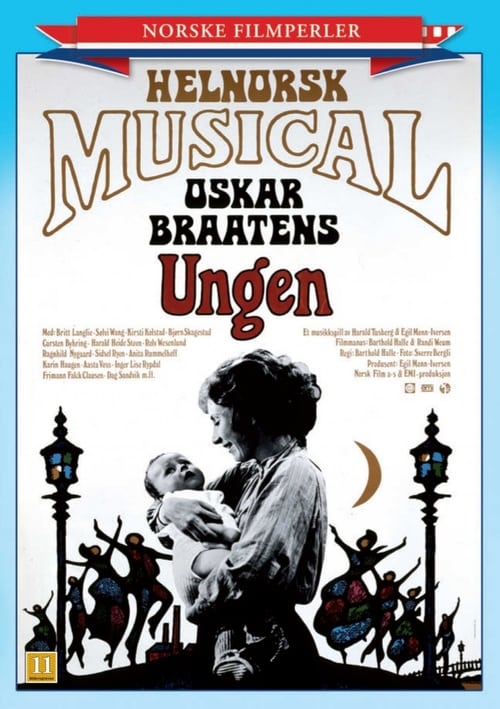 NORSKE FILMPERLER
HELNORSK
MUSICAL
OSKAR
BRAATENS
Ungen
Med: Britt Langlie-Sølvi Wang-Kirsti Kolstad-Bjørn Skagestad
Carsten Byhring-Harald Heide Steen-Rolv Wesenlund
Ragnhild Nygaard-Sidsel Ryen-Anita Rummelhoff
Karin Haugen-Aasta Voss-Inger Lise Rypdal
Frimann Falck Clausen-Dag Sandvik m.fl.
Et musikkspill av Harald Tusberg & Egil Monn-Iversen
Filmmanus: Barthold Halle & Randi Weum
Regi: Barthold Halle-Foto: Sverre Bergli
Produsent: Egil Monn-Iversen
Norsk Film a-s & EMI-produksjon
11